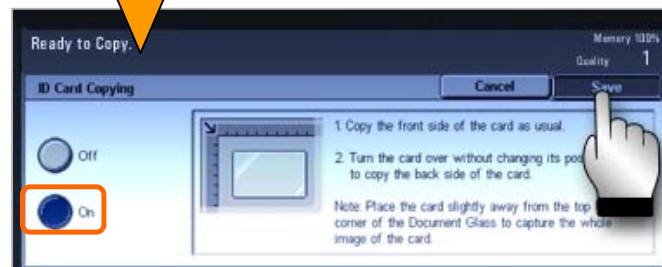 Ready to Copy.
Memory 100%
Quality 1
ID Card Copying
Cancel
Save
Off
On
1. Copy the front side of the card as usual.
2. Turn the card over without changing its
to copy the back side of the card.
Note: Place the card slightly away from the top
corner of the Document Glass to capture the whole
image of the card.